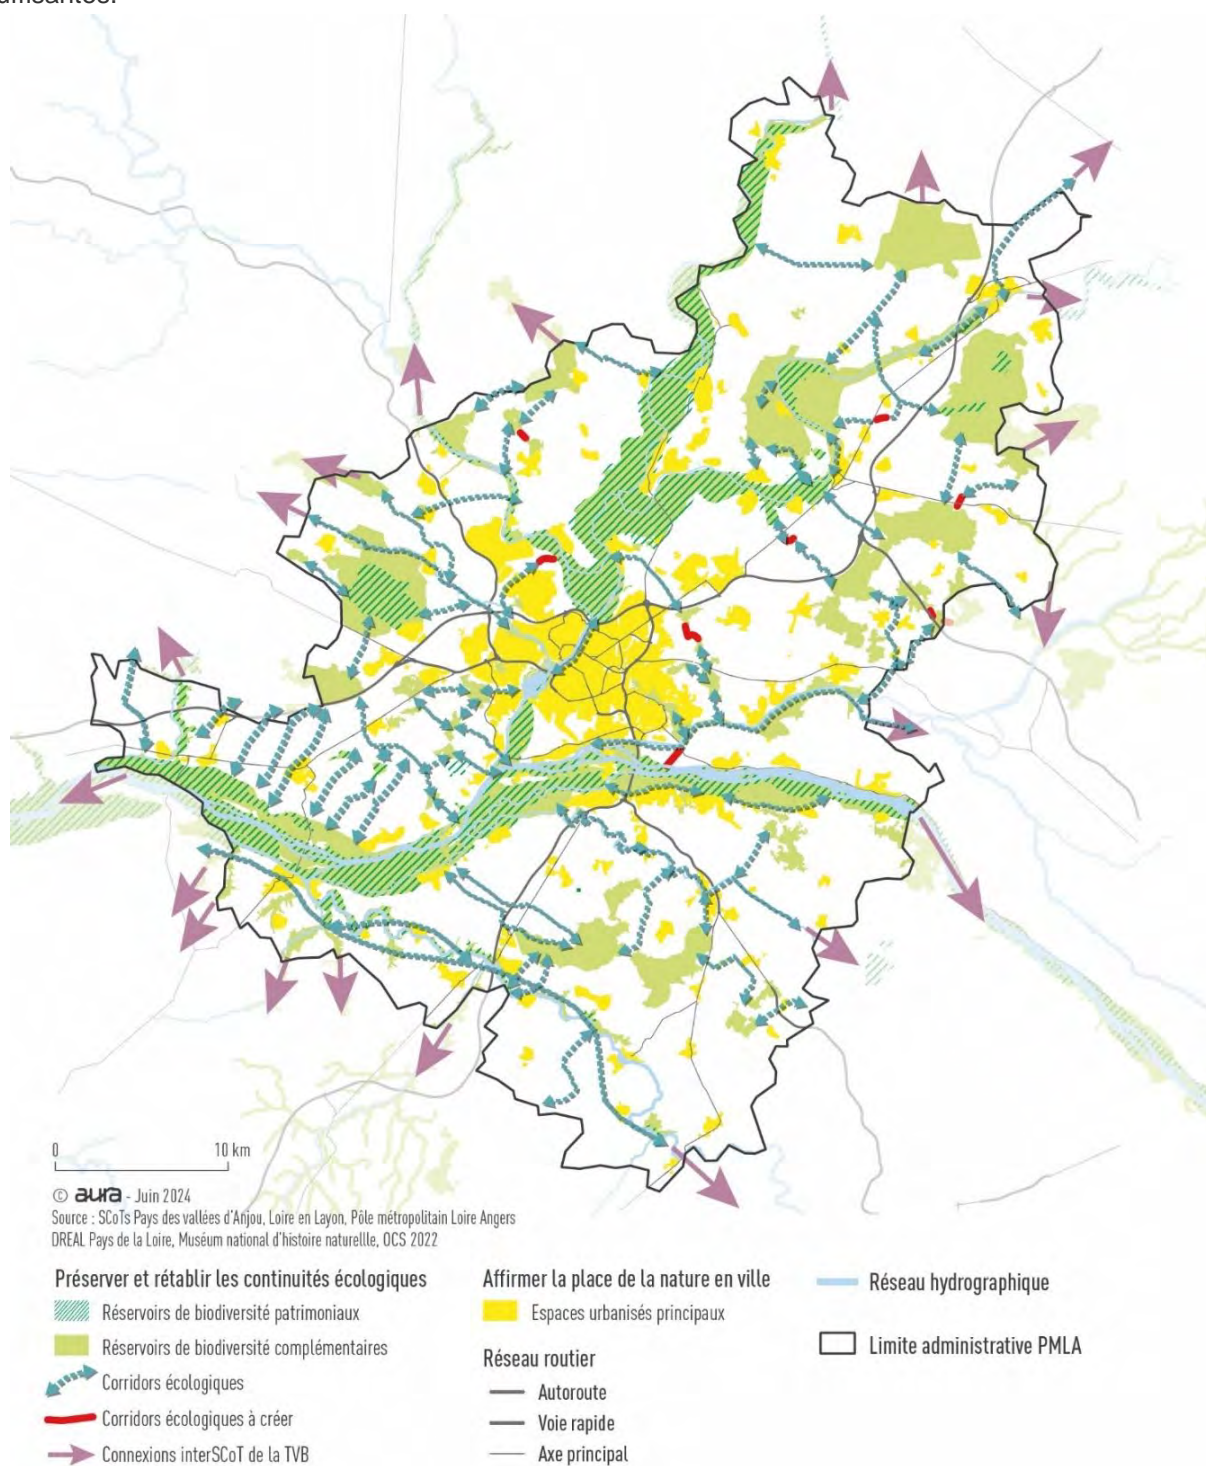 0 10 km
© aura - Juin 2024
Source : SCoTs Pays des vallées d'Anjou, Loire en Layon, Pôle métropolitain Loire Angers
DREAL Pays de la Loire, Muséum national d'histoire naturellle, OCS 2022
Préserver et rétablir les continuités écologiques
Réservoirs de biodiversité patrimoniaux
Réservoirs de biodiversité complémentaires
Corridors écologiques
Corridors écologiques à créer
Connexions interSCoT de la TVB
Affirmer la place de la nature en ville
Espaces urbanisés principaux
Réseau routier
Autoroute
Voie rapide
Axe principal
Réseau hydrographique
Limite administrative PMLA